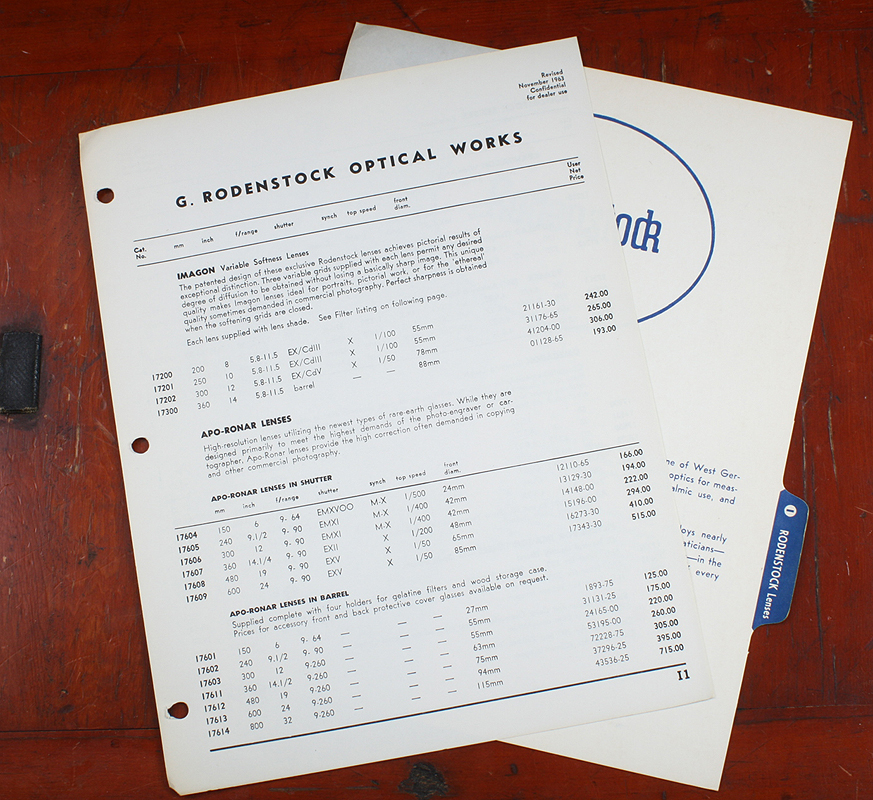 Revised
November 1963
Confidential
for dealer use
G. RODENSTOCK OPTICAL WORKS
Cat. No. mm inch f/range shutter synch top speed front diam. User Net Price
IMAGON Variable Softness Lenses
The patented design of these exclusive Rodenstock lenses achieves pictorial results of
exceptional distinction. Three variable grids supplied with each lens permit any desired
degree of diffusion to be obtained without losing a basically sharp image. This unique
quality makes Imagon lenses ideal for portraits, pictorial work, or for the 'ethereal'
quality sometimes demanded in commercial photography. Perfect sharpness is obtained
when the softening grids are closed.
Each lens supplied with lens shade. See Filter listing on following page.
17200 200 8 5.8-11.5 EX/CdIII X 1/100 55mm 21161-30 242.00
17201 250 10 5.8-11.5 EX/CdIII X 1/100 55mm 31176-65 265.00
17202 300 12 5.8-11.5 EX/CdV X 1/50 78mm 41204-00 306.00
17300 360 14 5.8-11.5 barrel — — 88mm 01128-65 193.00
APO-RONAR LENSES
High-resolution lenses utilizing the newest types of rare-earth glasses. While they are
designed primarily to meet the highest demands of the photo-engraver or car-
tographer. Apo-Ronar lenses provide the high correction often demanded in copying
and other commercial photography.
APO-RONAR LENSES IN SHUTTER
mm inch f/range shutter synch top speed front diam.
17604 150 6 9- 64 EMXVOO M-X 1/500 24mm 12110-65 166.00
17605 240 9.1/2 9- 90 EMXI M-X 1/400 42mm 13129-30 194.00
17606 300 12 9- 90 EMXI M-X 1/400 42mm 14148-00 222.00
17607 360 14.1/4 9- 90 EXII X 1/200 48mm 15196-00 294.00
17608 480 19 9- 90 EXV X 1/50 65mm 16273-30 410.00
17609 600 24 9- 90 EXV X 1/50 85mm 17343-30 515.00
APO-RONAR LENSES IN BARREL
Supplied complete with four holders for gelatine filters and wood storage case.
Prices for accessory front and back protective cover glasses available on request.
17601 150 6 9- 64 — — — 27mm 1893-75 125.00
17602 240 9.1/2 9- 90 — — — 55mm 31131-25 175.00
17603 300 12 9-260 — — — 55mm 24165-00 220.00
17611 360 14.1/2 9-260 — — — 63mm 53195-00 260.00
17612 480 19 9-260 — — — 75mm 72228-75 305.00
17613 600 24 9-260 — — — 94mm 37296-25 395.00
17614 800 32 9-260 — — — 115mm 43536-25 715.00
11
of West Ger-
optics for meas-
use, and
nearly
in the
every
RODENSTOCK Lenses